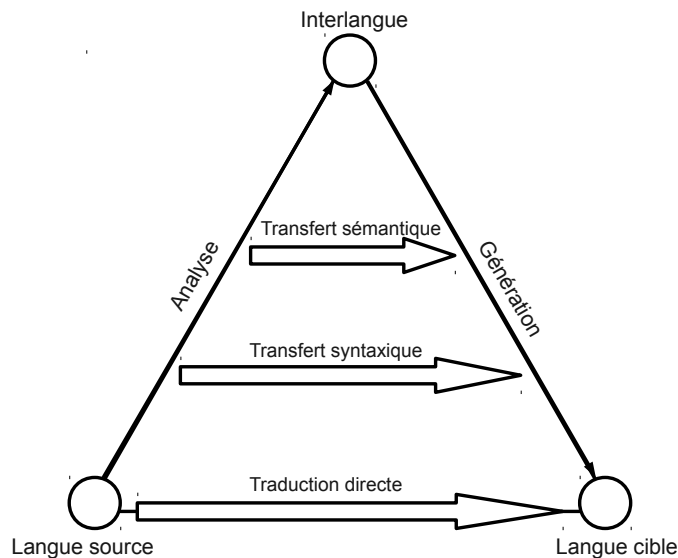 Interlangue
Transfert sémantique
Analyse
Génération
Transfert syntaxique
Traduction directe
Langue source
Langue cible